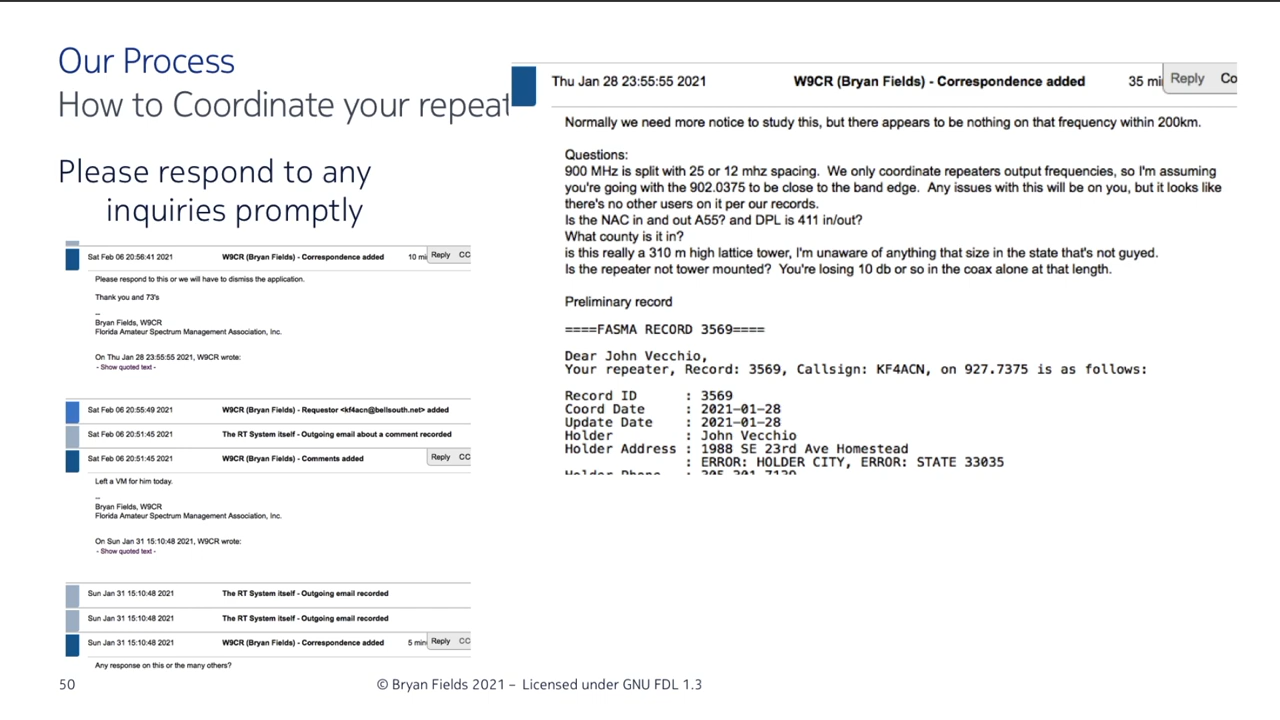 Our Process
How to Coordinate your repeat
Please respond to any
inquiries promptly
Sat Feb 06 20:56:41 2021 W9CR (Bryan Fields) - Correspondence added 10 mi Reply CC
Please respond to this or we will have to dismiss the application.
Thank you and 73's
--
Bryan Fields, W9CR
Florida Amateur Spectrum Management Association, Inc.
On Thu Jan 28 23:55:55 2021, W9CR wrote:
- Show quoted text -
Sat Feb 06 20:55:49 2021 W9CR (Bryan Fields) - Requestor <kf4acn@bellsouth.net> added
Sat Feb 06 20:51:45 2021 The RT System itself - Outgoing email about a comment recorded
Sat Feb 06 20:51:45 2021 W9CR (Bryan Fields) - Comments added Reply CC
Left a VM for him today.
--
Bryan Fields, W9CR
Florida Amateur Spectrum Management Association, Inc.
On Sun Jan 31 15:10:48 2021, W9CR wrote:
- Show quoted text -
Sun Jan 31 15:10:48 2021 The RT System itself - Outgoing email recorded
Sun Jan 31 15:10:48 2021 The RT System itself - Outgoing email recorded
Sun Jan 31 15:10:48 2021 W9CR (Bryan Fields) - Correspondence added 5 min Reply CC
Any response on this or the many others?
Thu Jan 28 23:55:55 2021 W9CR (Bryan Fields) - Correspondence added 35 mi Reply Co
Normally we need more notice to study this, but there appears to be nothing on that frequency within 200km.
Questions:
900 MHz is split with 25 or 12 mhz spacing. We only coordinate repeaters output frequencies, so I'm assuming
you're going with the 902.0375 to be close to the band edge. Any issues with this will be on you, but it looks like
there's no other users on it per our records.
Is the NAC in and out A55? and DPL is 411 in/out?
What county is it in?
is this really a 310 m high lattice tower, I'm unaware of anything that size in the state that's not guyed.
Is the repeater not tower mounted? You're losing 10 db or so in the coax alone at that length.
Preliminary record
====FASMA RECORD 3569====
Dear John Vecchio,
Your repeater, Record: 3569, Callsign: KF4ACN, on 927.7375 is as follows:
Record ID : 3569
Coord Date : 2021-01-28
Update Date : 2021-01-28
Holder : John Vecchio
Holder Address : 1988 SE 23rd Ave Homestead
: ERROR: HOLDER CITY, ERROR: STATE 33035
50
© Bryan Fields 2021 – Licensed under GNU FDL 1.3